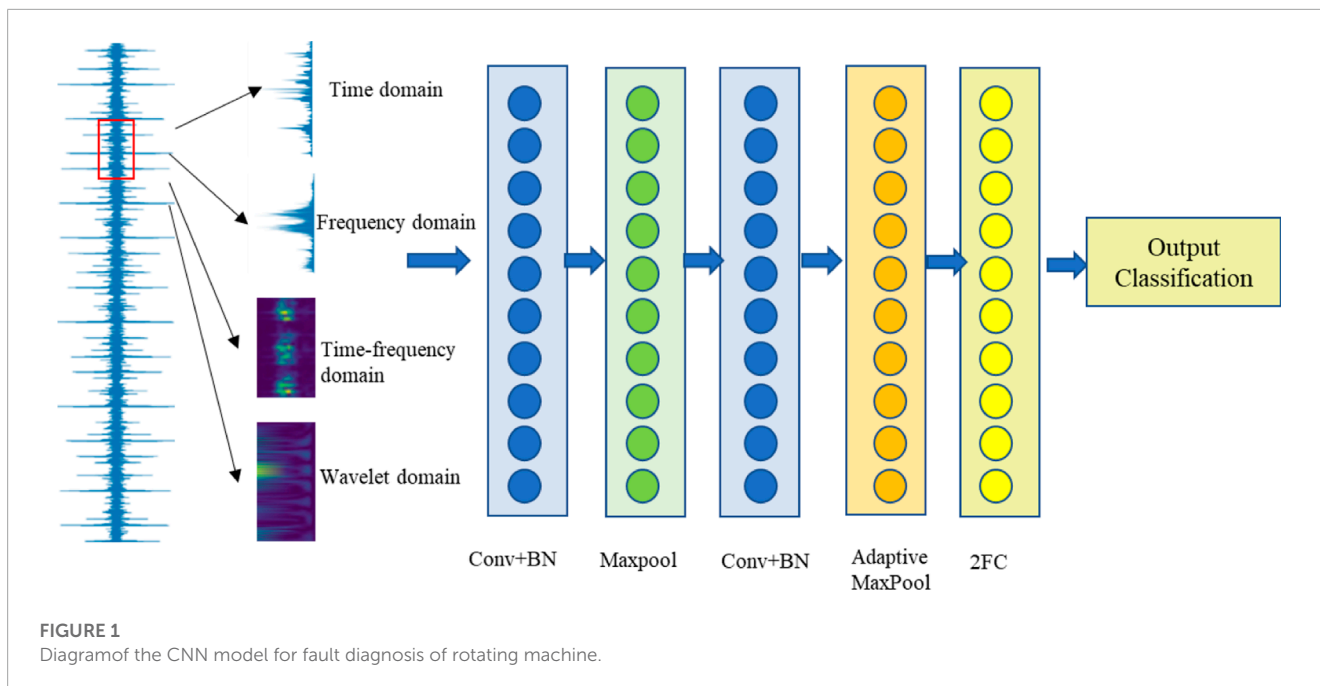 Time domain
Frequency domain
Time-frequency
domain
Wavelet domain
Conv+BN
Maxpool
Conv+BN
Adaptive
MaxPool
2FC
Output
Classification
FIGURE 1
Diagramof the CNN model for fault diagnosis of rotating machine.